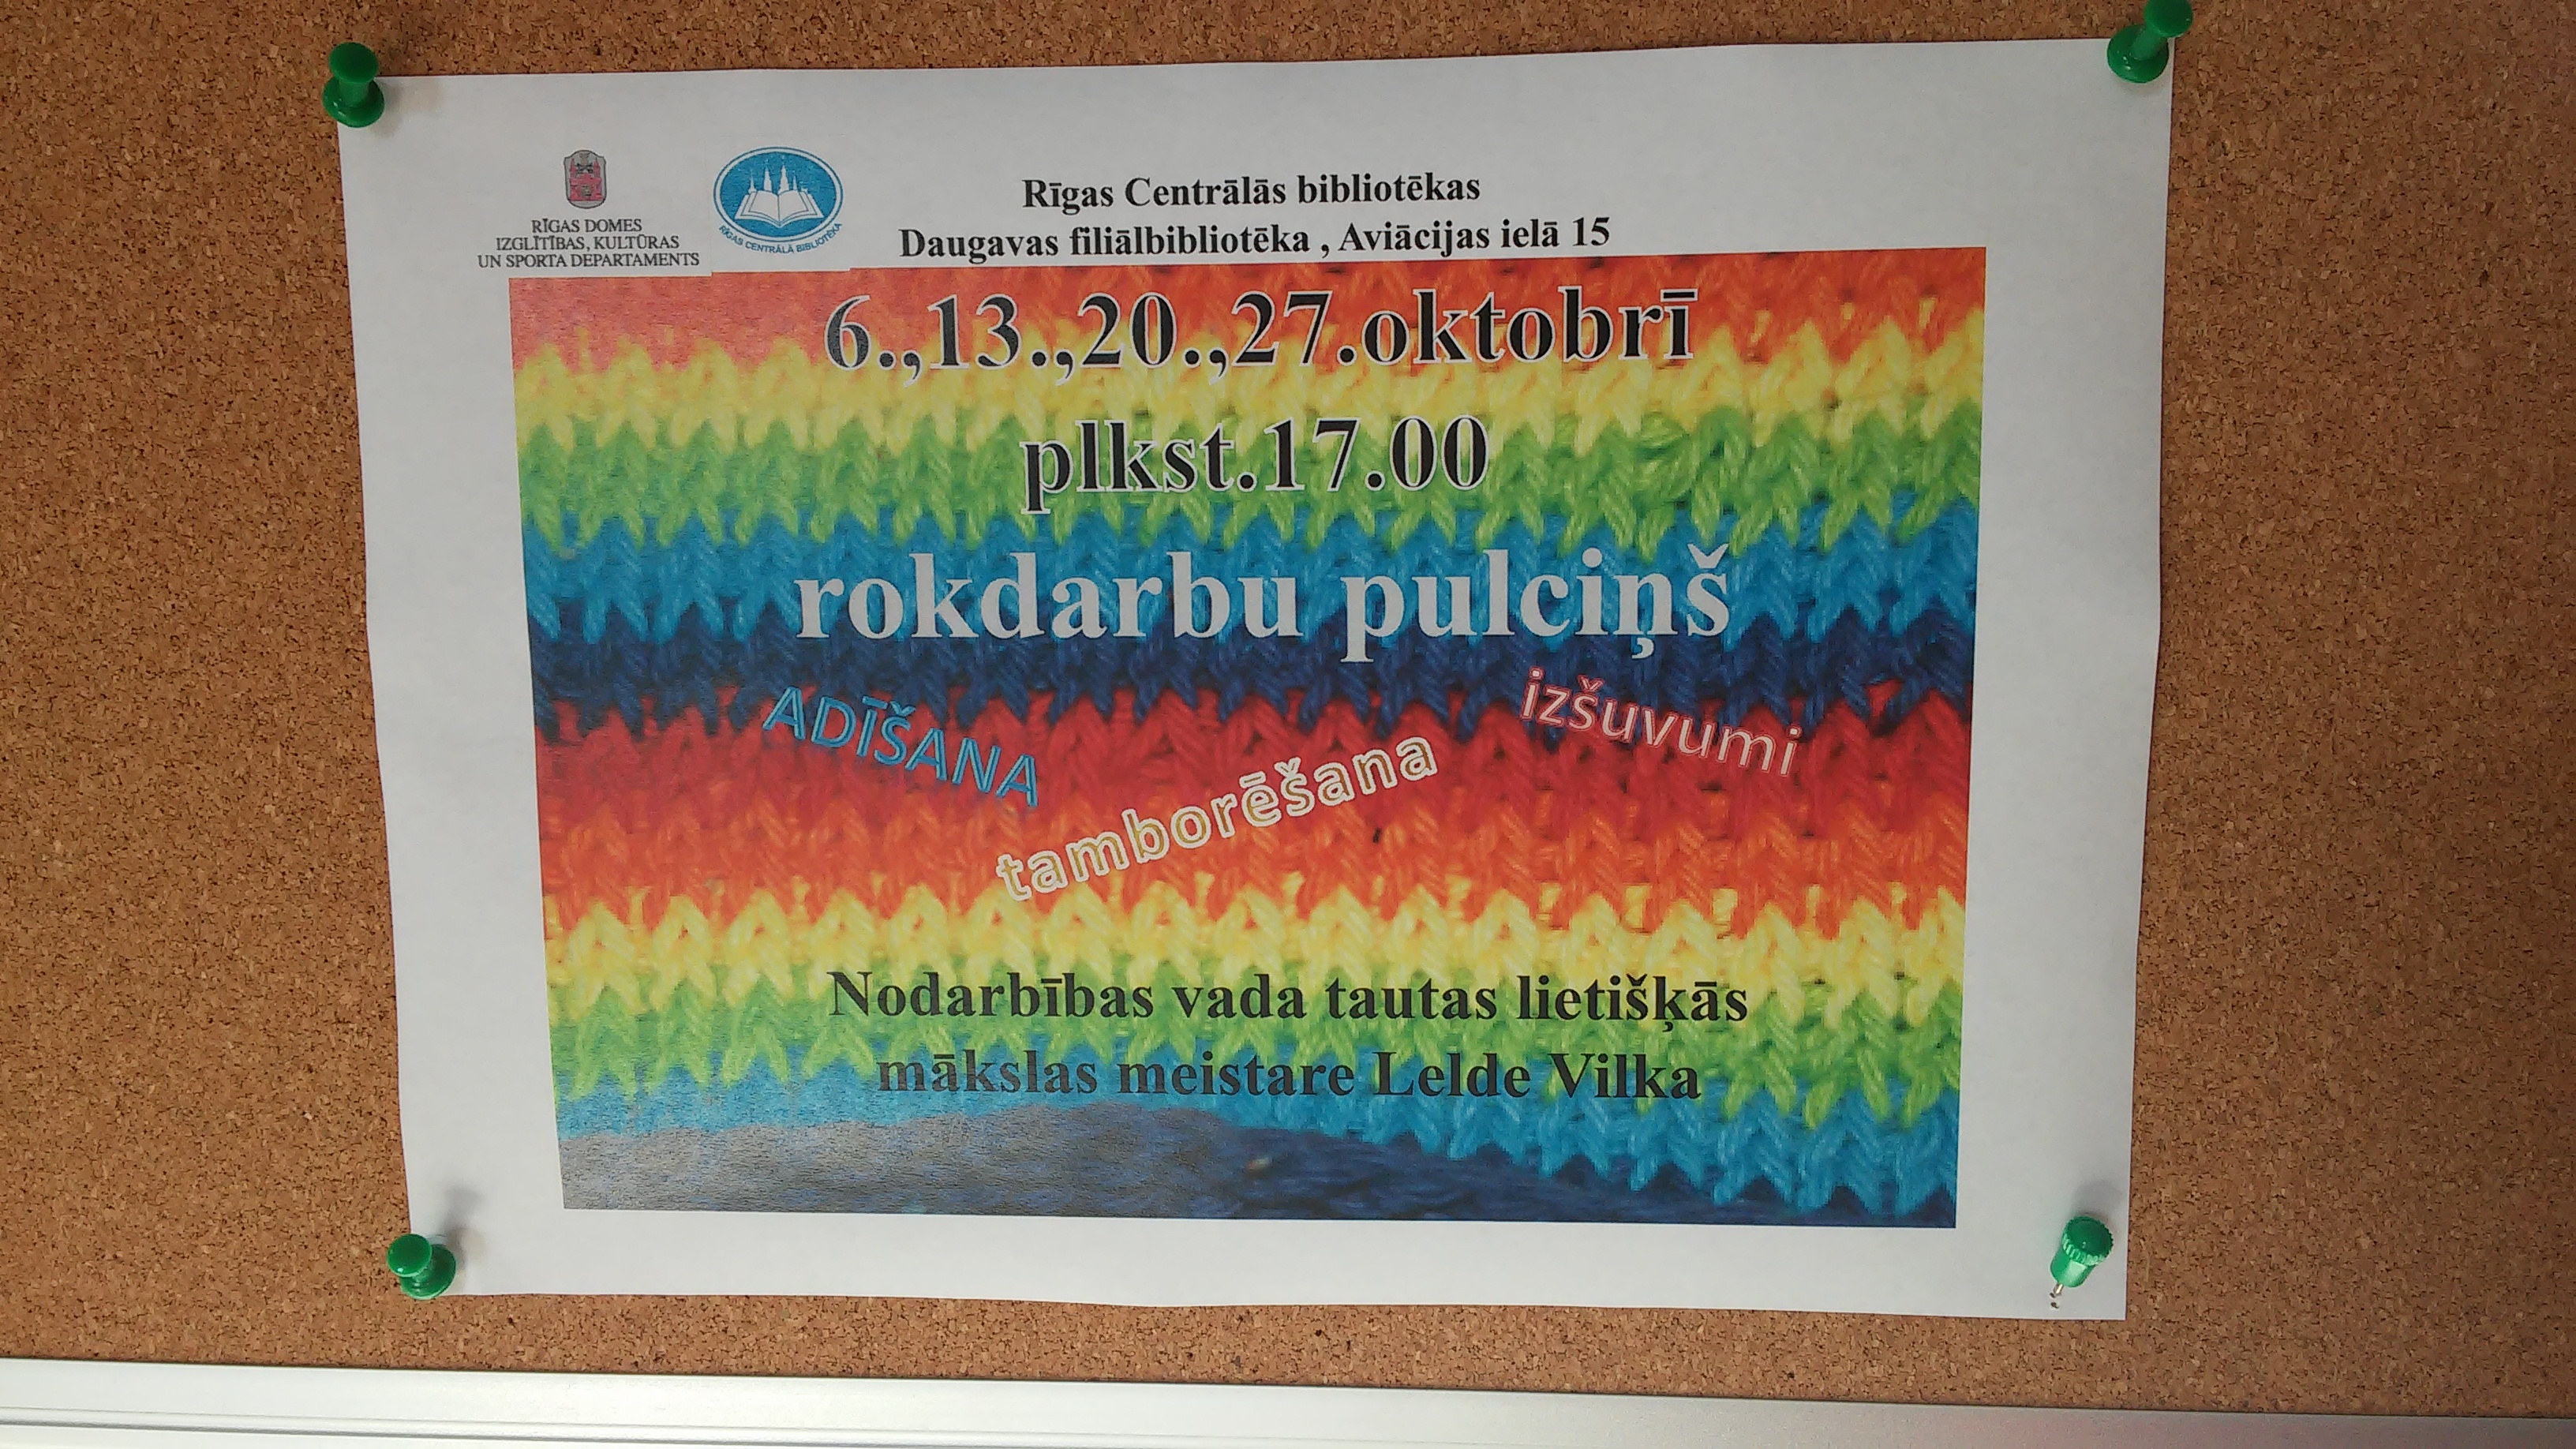 RĪGAS DOMES
IZGLĪTĪBAS, KULTŪRAS
UN SPORTA DEPARTAMENTS
RĪGAS CENTRĀLĀ BIBLIOTĒKA
Rīgas Centrālās bibliotēkas
Daugavas filiālbibliotēka , Aviācijas ielā 15
6.,13.,20.,27.oktobrī
plkst.17.00
rokdarbu pulciņš
ADĪŠANA
tamborēšana
izšuvumi
Nodarbības vada tautas lietišķās
mākslas meistare Lelde Vilka